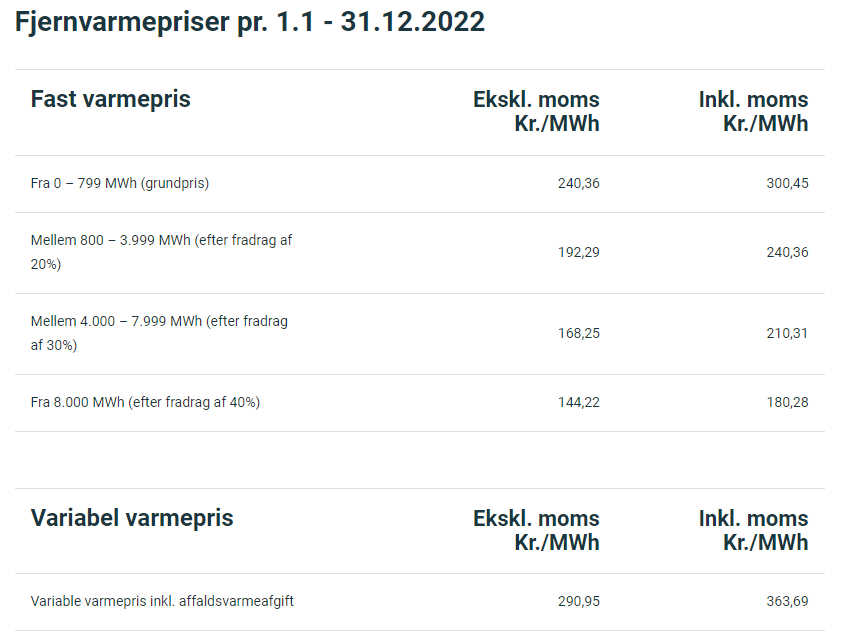 Fjernvarmepriser pr. 1.1 - 31.12.2022
Fast varmepris Ekskl. moms Inkl. moms
Kr./MWh Kr./MWh
Fra 0 – 799 MWh (grundpris) 240,36 300,45
Mellem 800 – 3.999 MWh (efter fradrag af
20%) 192,29 240,36
Mellem 4.000 – 7.999 MWh (efter fradrag
af 30%) 168,25 210,31
Fra 8.000 MWh (efter fradrag af 40%) 144,22 180,28
Variabel varmepris Ekskl. moms Inkl. moms
Kr./MWh Kr./MWh
Variable varmepris inkl. affaldsvarmeafgift 290,95 363,69